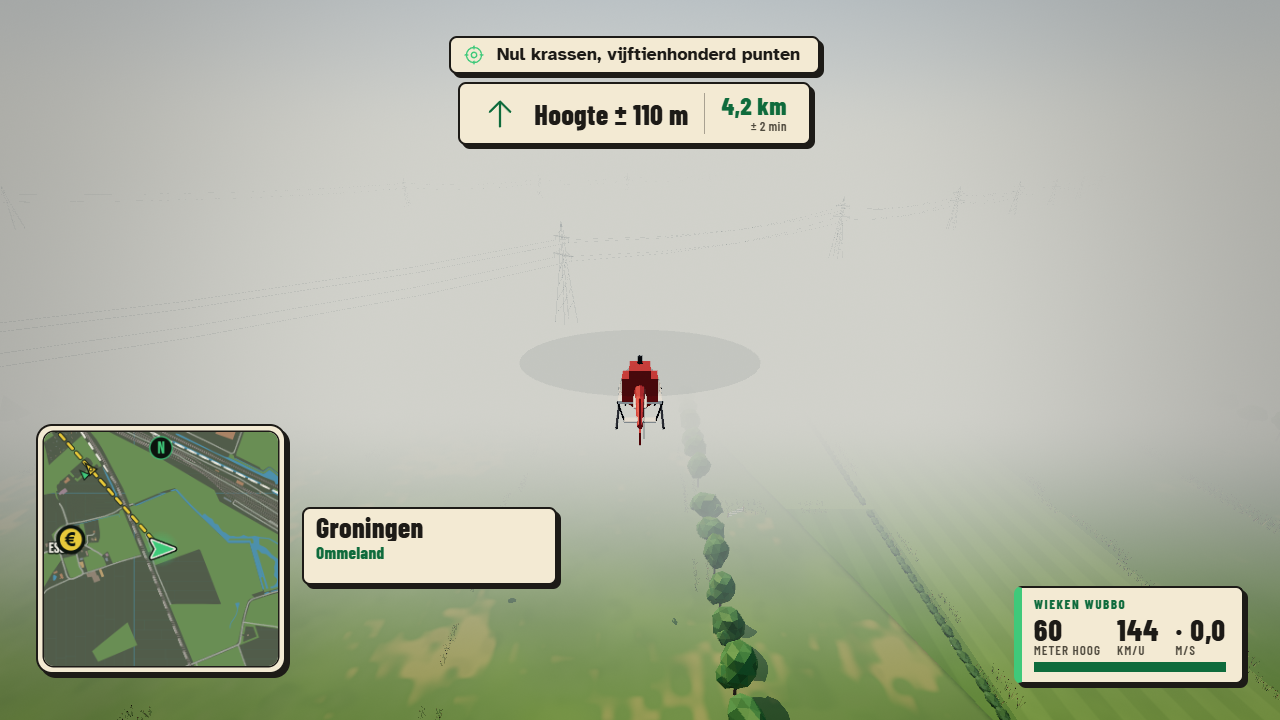 Nul krassen, vijftienhonderd punten
Hoogte ± 110 m
4,2 km
± 2 min
N
€
Groningen
Ommeland
WIEKEN WUBBO
60 144 · 0,0
METER HOOG KM/U M/S